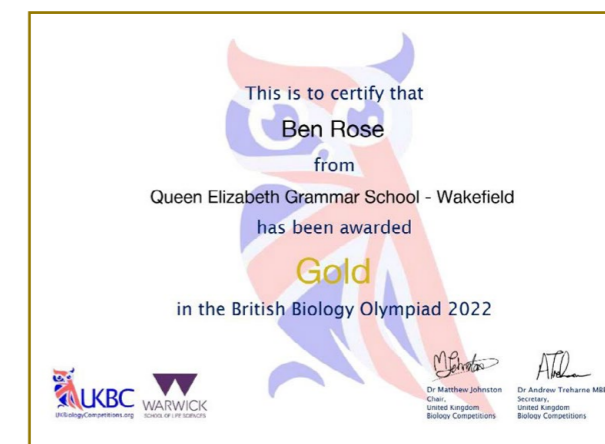 This is to certify that
Ben Rose
from
Queen Elizabeth Grammar School - Wakefield
has been awarded
Gold
in the British Biology Olympiad 2022
UKBC
UKBiologyCompetitions.org
WARWICK
SCHOOL OF LIFE SCIENCES
Dr Matthew Johnston
Chair,
United Kingdom
Biology Competitions
Dr Andrew Treharne MBE
Secretary,
United Kingdom
Biology Competitions